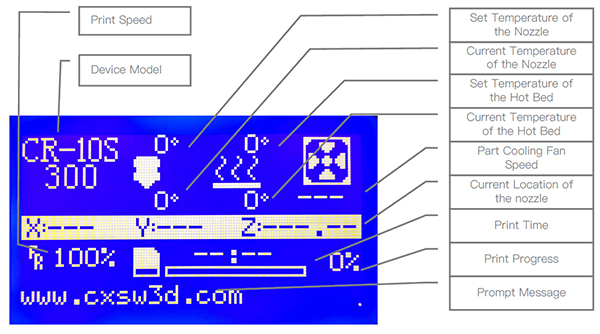 Print Speed
Device Model
Set Temperature of
the Nozzle
Current Temperature
of the Nozzle
Set Temperature of
the Hot Bed
Current Temperature
of the Hot Bed
Part Cooling Fan
Speed
Current Location of
the nozzle
Print Time
Print Progress
Prompt Message
CR-10S
300
0° 0°
0° 0° ---
X:--- Y:--- Z:---.--
100% --:-- 0%
www.cxsw3d.com .